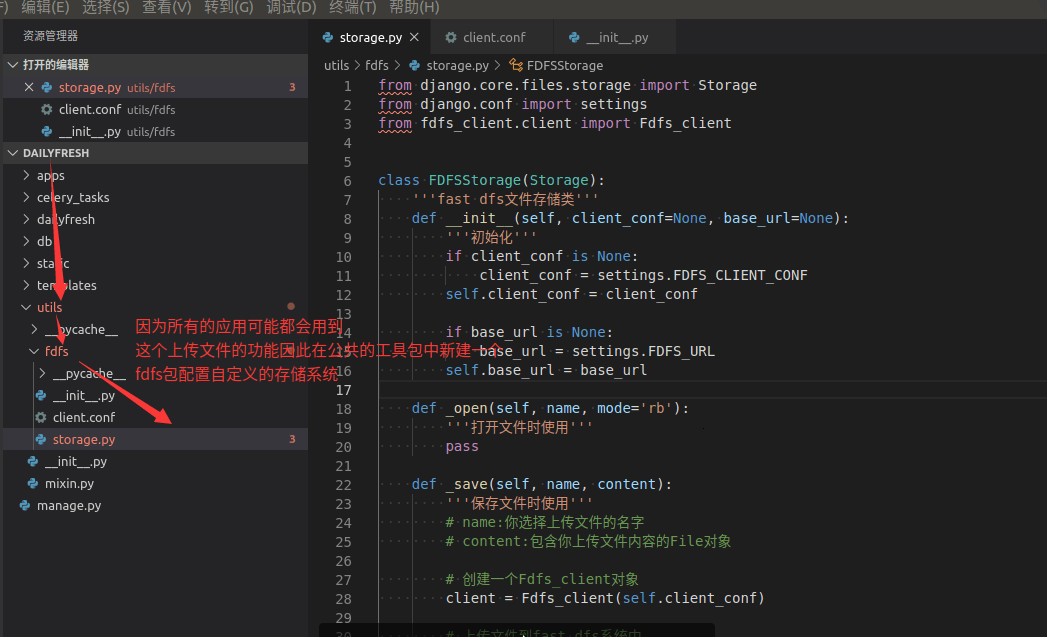 编辑(E) 选择(S) 查看(V) 转到(G) 调试(D) 终端(T) 帮助(H)
资源管理器
打开的编辑器
storage.py utils/fdfs 3
client.conf utils/fdfs
__init__.py utils/fdfs
DAILYFRESH
apps
celery_tasks
dailyfresh
db
static
templates
utils
__pycache__
fdfs
__pycache__
__init__.py
client.conf
storage.py 3
__init__.py
mixin.py
manage.py
因为所有的应用可能都会用到
这个上传文件的功能因此在公共的工具包中新建一个
fdfs包配置自定义的存储系统
storage.py client.conf __init__.py
utils > fdfs > storage.py > FDFSStorage
1 from django.core.files.storage import Storage
2 from django.conf import settings
3 from fdfs_client.client import Fdfs_client
4
5
6 class FDFSStorage(Storage):
7 '''fast dfs文件存储类'''
8 def __init__(self, client_conf=None, base_url=None):
9 '''初始化'''
10 if client_conf is None:
11 client_conf = settings.FDFS_CLIENT_CONF
12 self.client_conf = client_conf
13
14 if base_url is None:
15 base_url = settings.FDFS_URL
16 self.base_url = base_url
17
18 def _open(self, name, mode='rb'):
19 '''打开文件时使用'''
20 pass
21
22 def _save(self, name, content):
23 '''保存文件时使用'''
24 # name:你选择上传文件的名字
25 # content:包含你上传文件内容的File对象
26
27 # 创建一个Fdfs_client对象
28 client = Fdfs_client(self.client_conf)
29
30 # 上传文件到fast dfs系统中